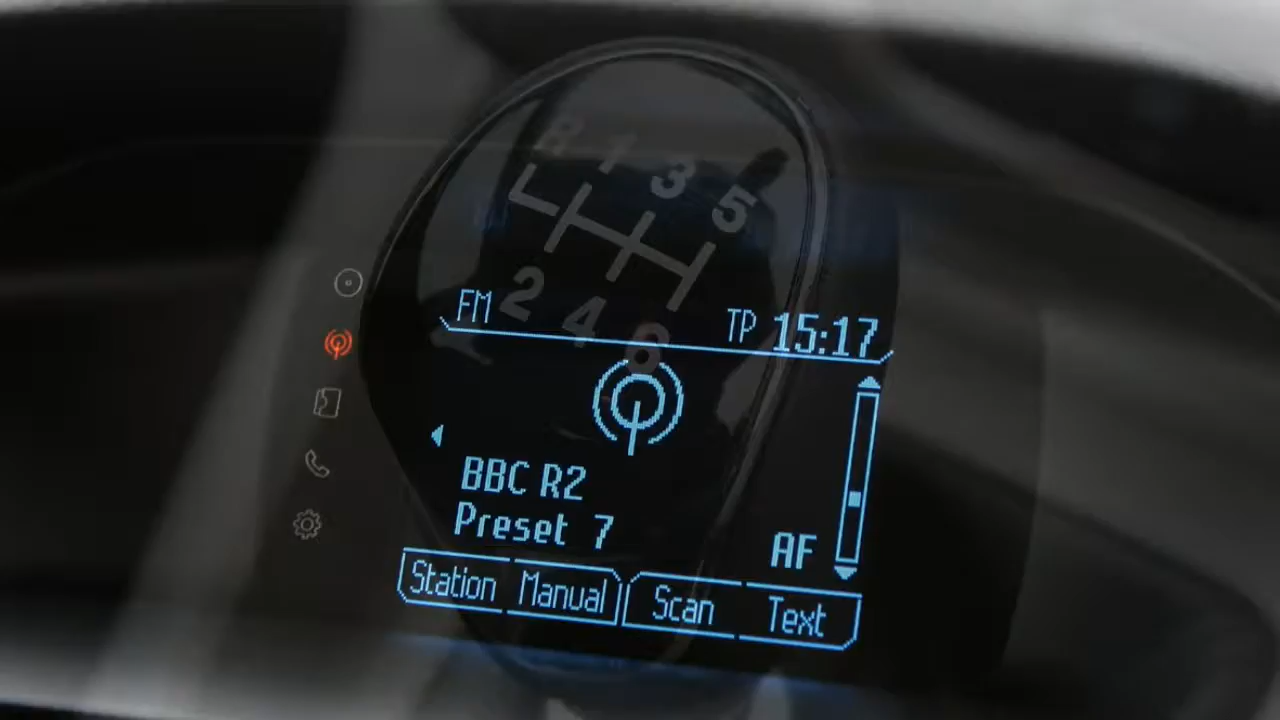 R 1 3 5
2 4 6
FM TP 15:17
BBC R2
Preset 7
AF
Station Manual Scan Text